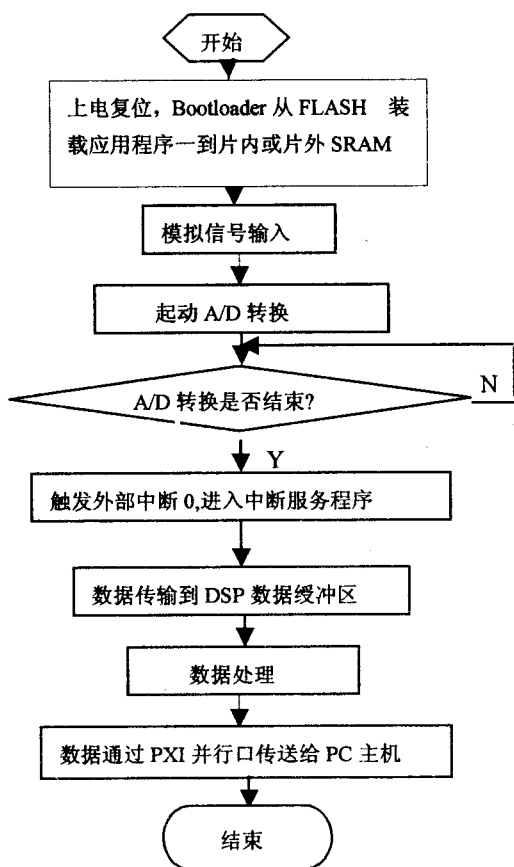 开始
上电复位，Bootloader 从 FLASH 装
载应用程序一到片内或片外 SRAM
模拟信号输入
起动 A/D 转换
N
A/D 转换是否结束?
Y
触发外部中断 0,进入中断服务程序
数据传输到 DSP 数据缓冲区
数据处理
数据通过 PXI 并行口传送给 PC 主机
结束